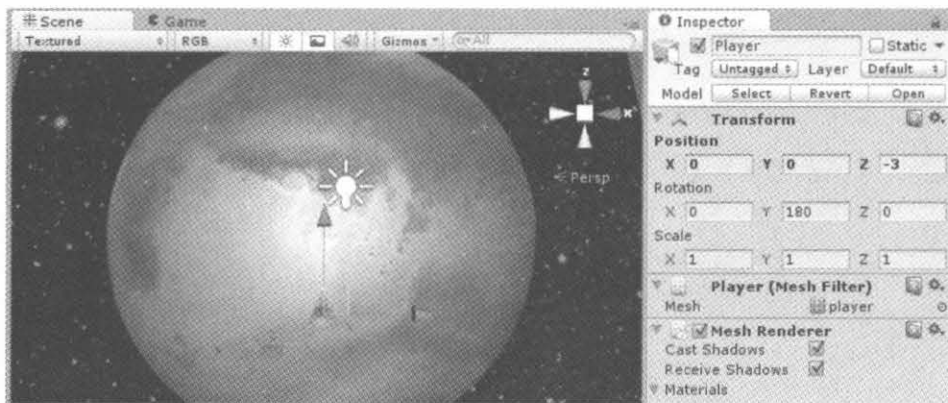 Scene
Game
Textured RGB Gizmos All
z
x
Persp
Inspector
Player Static
Tag Untagged Layer Default
Model Select Revert Open
Transform
Position
X 0 Y 0 Z -3
Rotation
X 0 Y 180 Z 0
Scale
X 1 Y 1 Z 1
Player (Mesh Filter)
Mesh player
Mesh Renderer
Cast Shadows
Receive Shadows
Materials